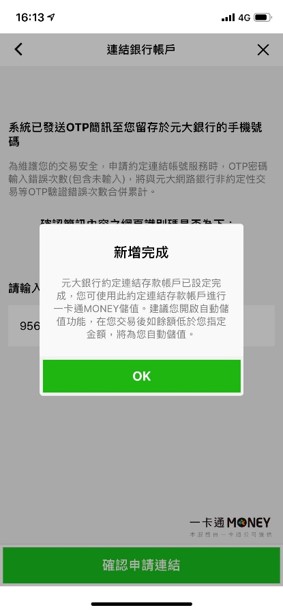 16:13
4G
連結銀行帳戶
系統已發送OTP簡訊至您留存於元大銀行的手機號
碼
為維護您的交易安全，申請約定連結帳號服務時，OTP密碼
輸入錯誤次數(包含未輸入)，將與元大網路銀行非約定性交
易等OTP驗證錯誤次數合併累計。
確認簡訊內容之網頁識別碼是否為下：
新增完成
元大銀行約定連結存款帳戶已設定完
成，您可使用此約定連結存款帳戶進行
一卡通MONEY儲值。建議您開啟自動儲
值功能，在您交易後如餘額低於您指定
金額，將為您自動儲值。
請輸入
956
OK
一卡通MONEY
確認申請連結